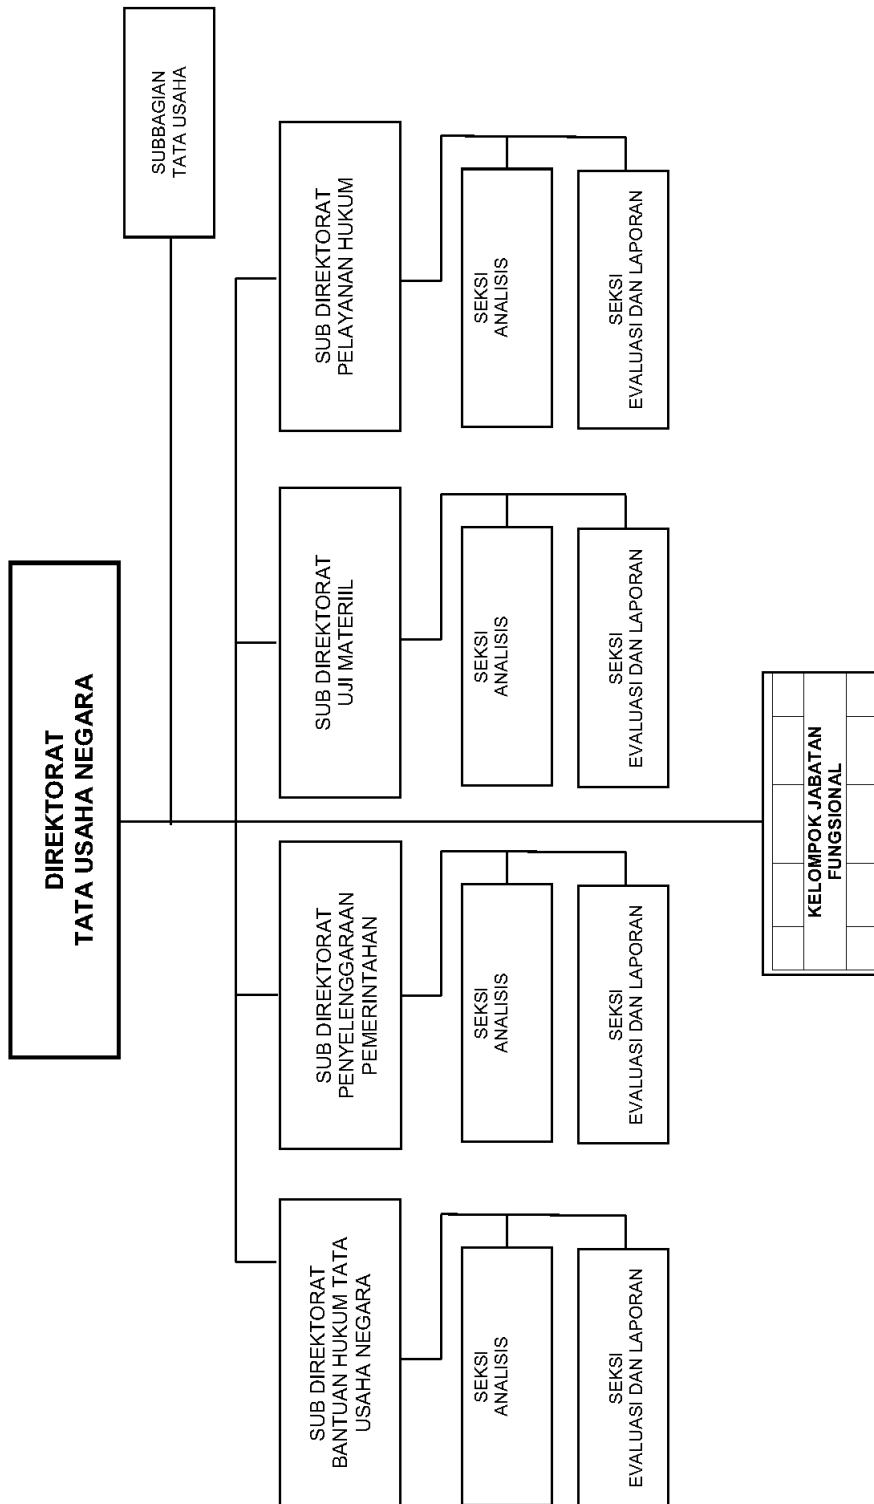 DIREKTORAT
TATA USAHA NEGARA
SUBBAGIAN
TATA USAHA
SUB DIREKTORAT
BANTUAN HUKUM TATA
USAHA NEGARA
SEKSI
ANALISIS
SEKSI
EVALUASI DAN LAPORAN
SUB DIREKTORAT
PENYELENGGARAAN
PEMERINTAHAN
SEKSI
ANALISIS
SEKSI
EVALUASI DAN LAPORAN
SUB DIREKTORAT
UJI MATERIIL
SEKSI
ANALISIS
SEKSI
EVALUASI DAN LAPORAN
SUB DIREKTORAT
PELAYANAN HUKUM
SEKSI
ANALISIS
SEKSI
EVALUASI DAN LAPORAN
KELOMPOK JABATAN
FUNGSIONAL